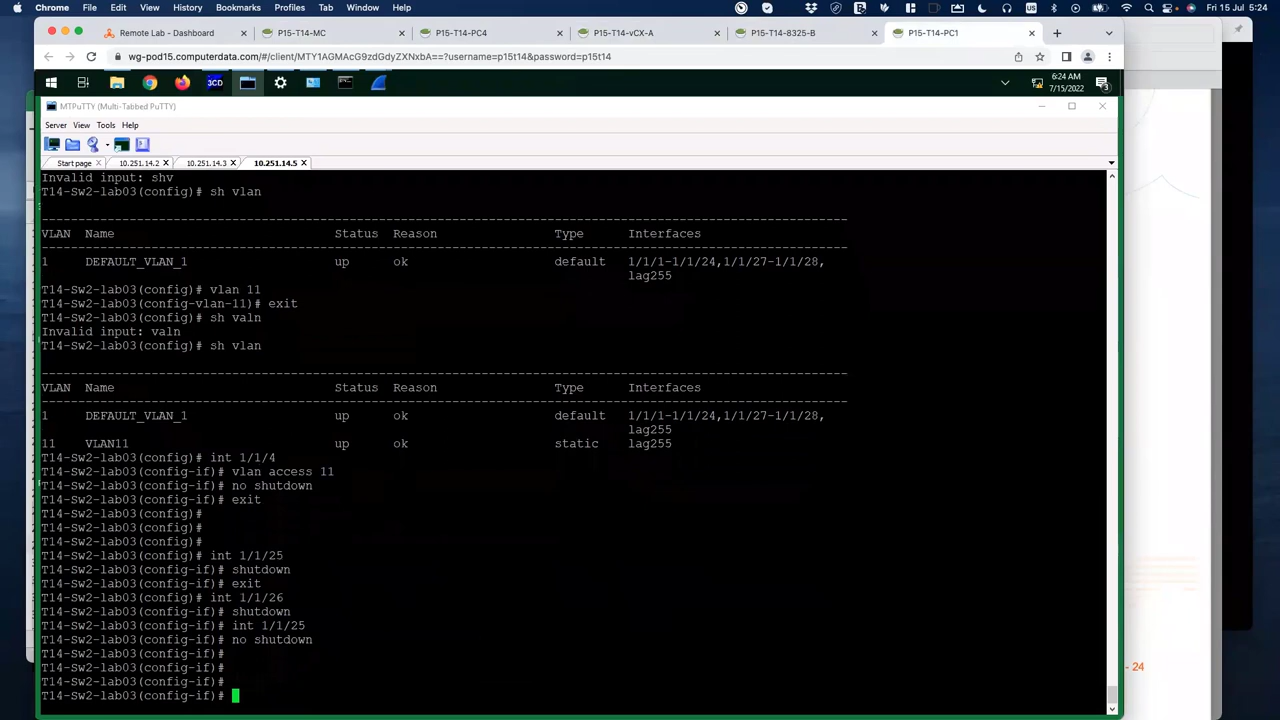 Chrome File Edit View History Bookmarks Profiles Tab Window Help Fri 15 Jul 5:24
Remote Lab - Dashboard P15-T14-MC P15-T14-PC4 P15-T14-vCX-A P15-T14-8325-B P15-T14-PC1
wg-pod15.computerdata.com/#/client/MTY1AGMAcG9zdGdyZXNxbA==?username=p15t14&password=p15t14
3CD
6:24 AM
7/15/2022
3
MTPuTTY (Multi-Tabbed PuTTY)
Server View Tools Help
Start page 10.251.14.2 10.251.14.3 10.251.14.5
Invalid input: shv
T14-Sw2-lab03(config)# sh vlan
--------------------------------------------------------------------------------------------------------------
VLAN Name Status Reason Type Interfaces
--------------------------------------------------------------------------------------------------------------
1 DEFAULT_VLAN_1 up ok default 1/1/1-1/1/24,1/1/27-1/1/28,
lag255
T14-Sw2-lab03(config)# vlan 11
T14-Sw2-lab03(config-vlan-11)# exit
T14-Sw2-lab03(config)# sh valn
Invalid input: valn
T14-Sw2-lab03(config)# sh vlan
--------------------------------------------------------------------------------------------------------------
VLAN Name Status Reason Type Interfaces
--------------------------------------------------------------------------------------------------------------
1 DEFAULT_VLAN_1 up ok default 1/1/1-1/1/24,1/1/27-1/1/28,
lag255
11 VLAN11 up ok static lag255
T14-Sw2-lab03(config)# int 1/1/4
T14-Sw2-lab03(config-if)# vlan access 11
T14-Sw2-lab03(config-if)# no shutdown
T14-Sw2-lab03(config-if)# exit
T14-Sw2-lab03(config)#
T14-Sw2-lab03(config)#
T14-Sw2-lab03(config)#
T14-Sw2-lab03(config)# int 1/1/25
T14-Sw2-lab03(config-if)# shutdown
T14-Sw2-lab03(config-if)# exit
T14-Sw2-lab03(config)# int 1/1/26
T14-Sw2-lab03(config-if)# shutdown
T14-Sw2-lab03(config-if)# int 1/1/25
T14-Sw2-lab03(config-if)# no shutdown
T14-Sw2-lab03(config-if)#
T14-Sw2-lab03(config-if)#
T14-Sw2-lab03(config-if)#
T14-Sw2-lab03(config-if)#
- 24